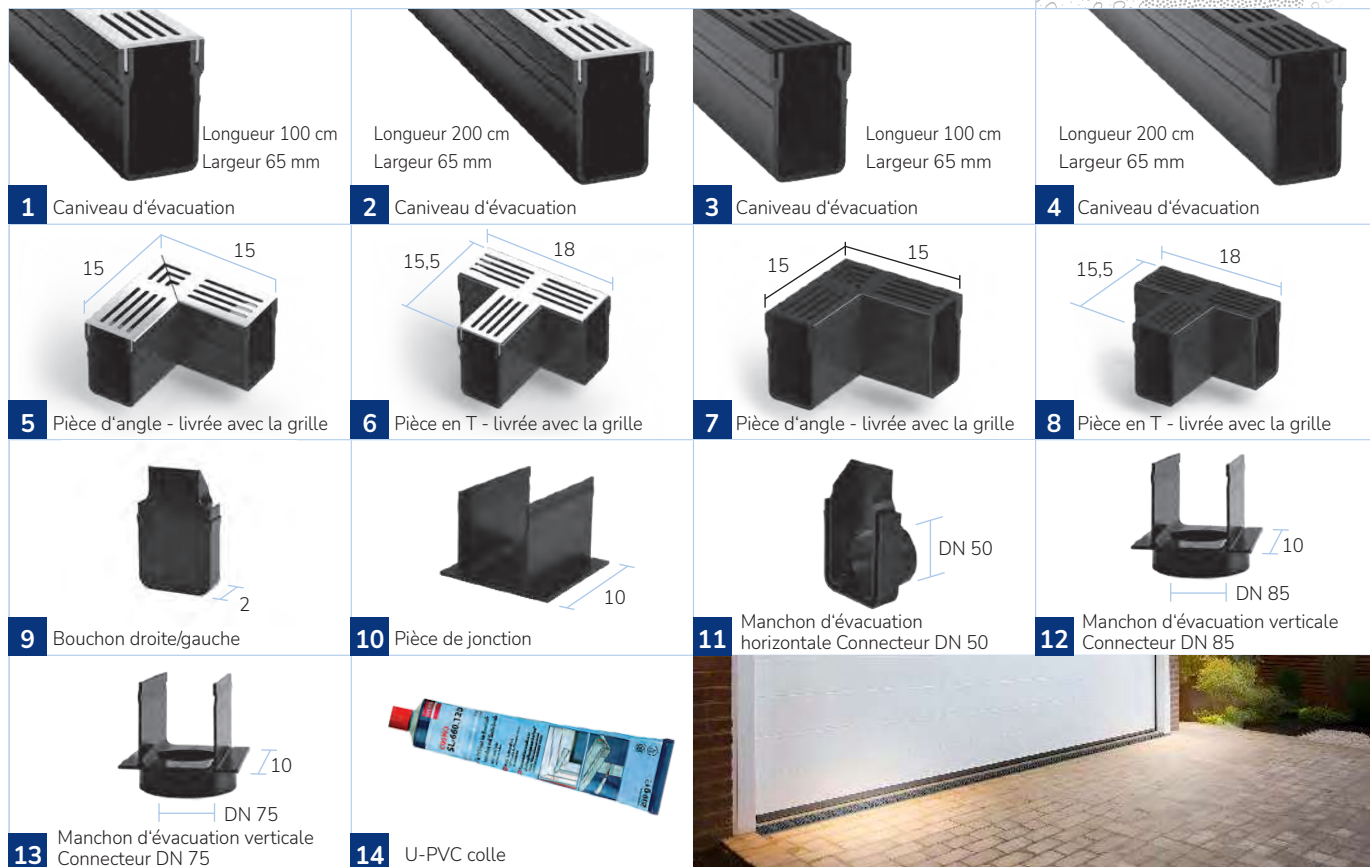 Longueur 100 cm
Largeur 65 mm
1 Caniveau d‘évacuation
Longueur 200 cm
Largeur 65 mm
2 Caniveau d‘évacuation
Longueur 100 cm
Largeur 65 mm
3 Caniveau d‘évacuation
Longueur 200 cm
Largeur 65 mm
4 Caniveau d‘évacuation
15
15
5 Pièce d‘angle - livrée avec la grille
15,5
18
6 Pièce en T - livrée avec la grille
15
15
7 Pièce d‘angle - livrée avec la grille
15,5
18
8 Pièce en T - livrée avec la grille
2
9 Bouchon droite/gauche
10
10 Pièce de jonction
DN 50
11 Manchon d‘évacuation
horizontale Connecteur DN 50
10
DN 85
12 Manchon d‘évacuation verticale
Connecteur DN 85
10
DN 75
13 Manchon d‘évacuation verticale
Connecteur DN 75
SL-660.120
14 U-PVC colle